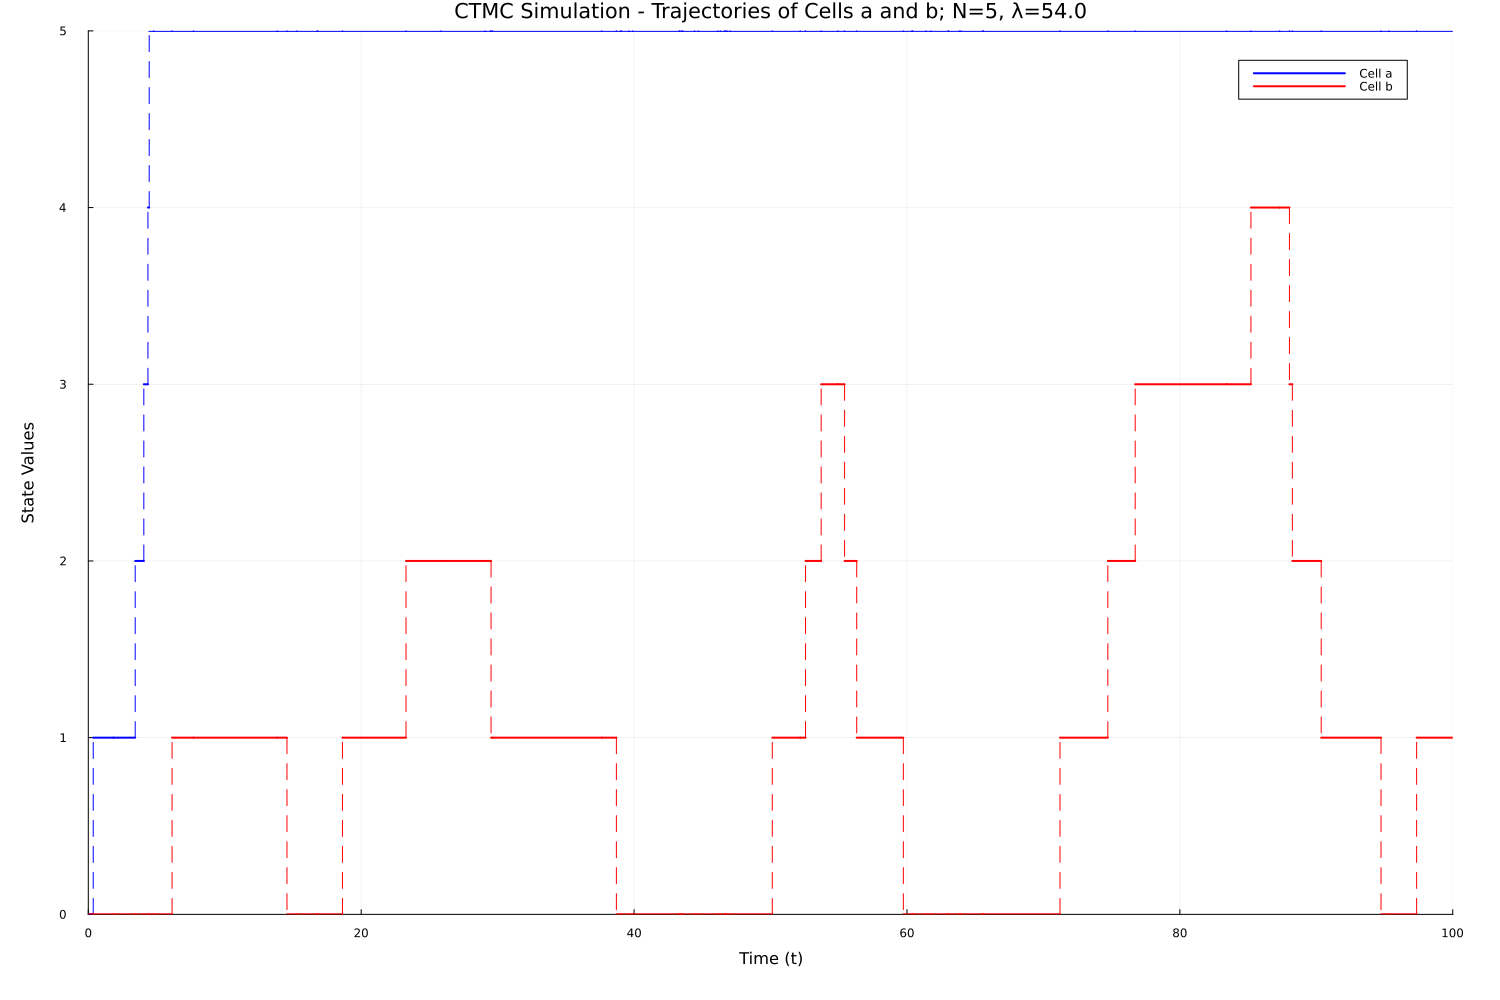 CTMC Simulation - Trajectories of Cells a and b; N=5, λ=54.0
5
Cell a
Cell b
4
3
State Values
2
1
0
0 20 40 60 80 100
Time (t)